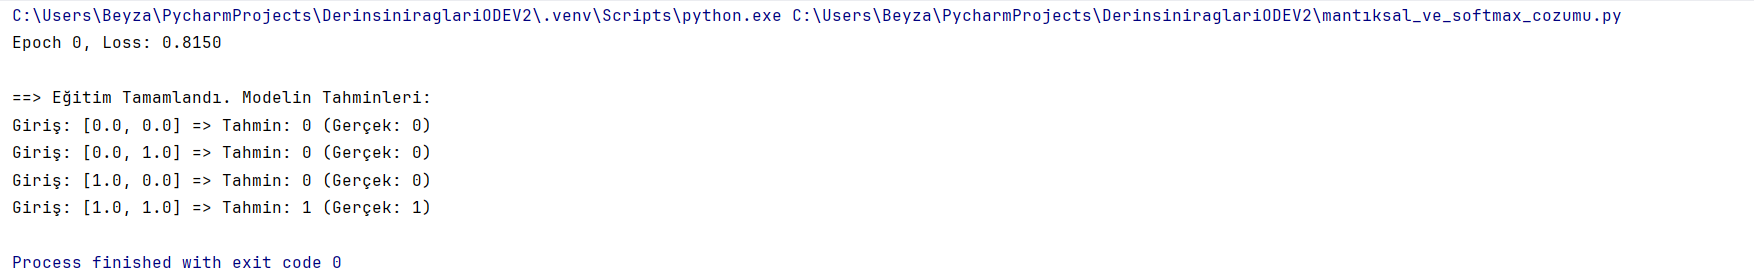 C:\Users\Beyza\PycharmProjects\DerinsiniraglariODEV2\.venv\Scripts\python.exe C:\Users\Beyza\PycharmProjects\DerinsiniraglariODEV2\mantıksal_ve_softmax_cozumu.py
Epoch 0, Loss: 0.8150
==> Eğitim Tamamlandı. Modelin Tahminleri:
Giriş: [0.0, 0.0] => Tahmin: 0 (Gerçek: 0)
Giriş: [0.0, 1.0] => Tahmin: 0 (Gerçek: 0)
Giriş: [1.0, 0.0] => Tahmin: 0 (Gerçek: 0)
Giriş: [1.0, 1.0] => Tahmin: 1 (Gerçek: 1)
Process finished with exit code 0